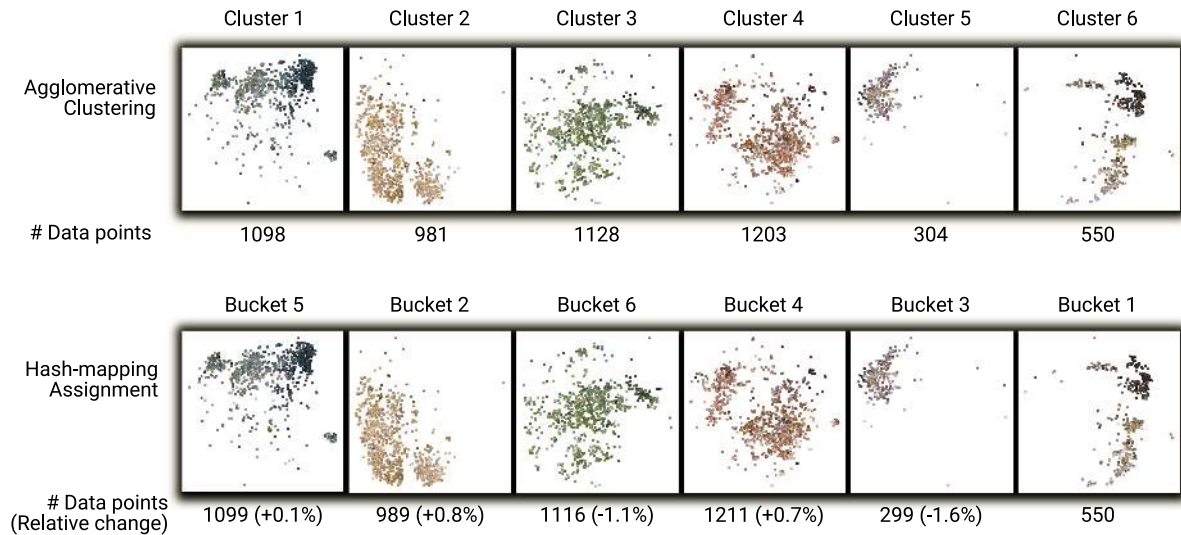 Cluster 1 Cluster 2 Cluster 3 Cluster 4 Cluster 5 Cluster 6
Agglomerative
Clustering
# Data points 1098 981 1128 1203 304 550
Bucket 5 Bucket 2 Bucket 6 Bucket 4 Bucket 3 Bucket 1
Hash-mapping
Assignment
# Data points
(Relative change) 1099 (+0.1%) 989 (+0.8%) 1116 (-1.1%) 1211 (+0.7%) 299 (-1.6%) 550